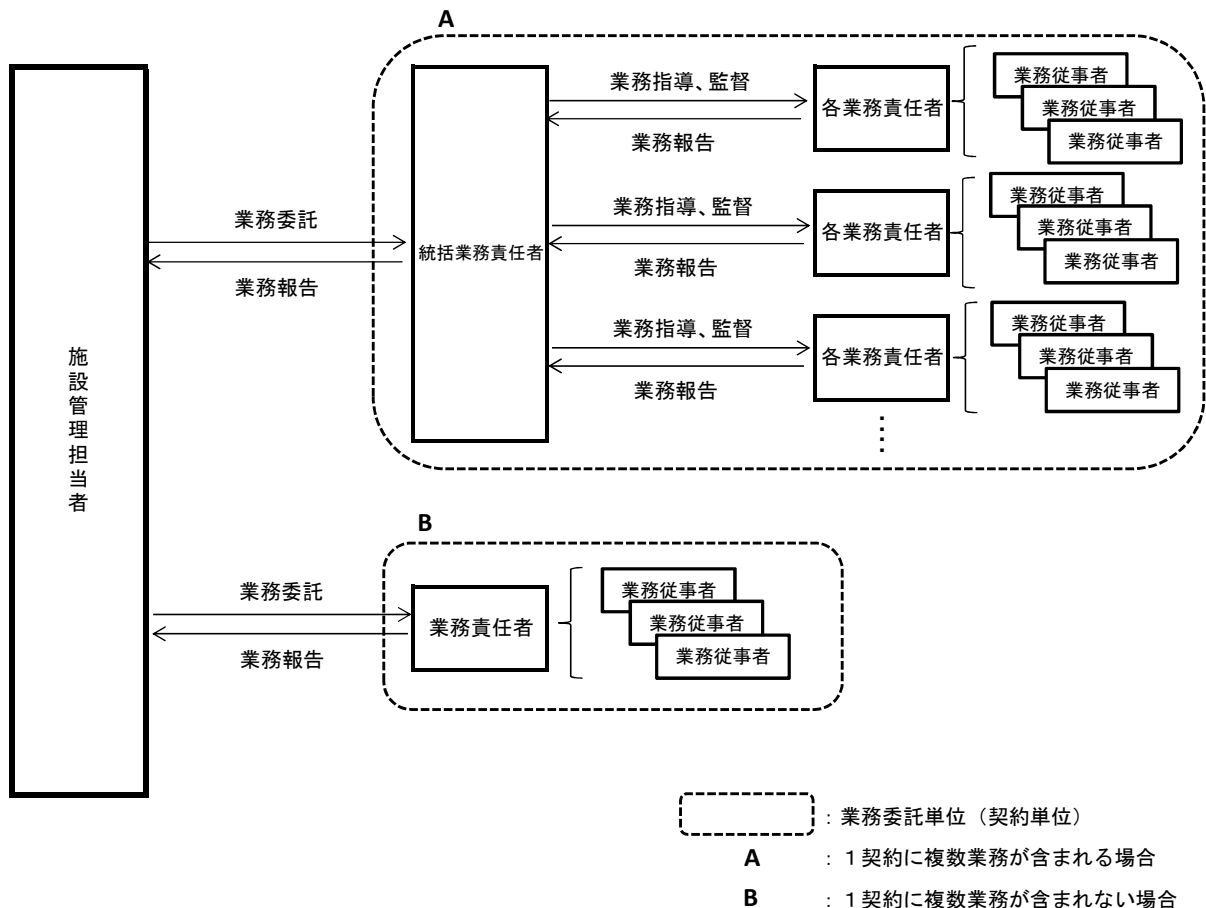 A
施設管理担当者
業務委託
業務報告
統括業務責任者
業務指導、監督
業務報告
各業務責任者
業務従事者
業務従事者
業務従事者
業務指導、監督
業務報告
各業務責任者
業務従事者
業務従事者
業務従事者
業務指導、監督
業務報告
各業務責任者
業務従事者
業務従事者
業務従事者
B
業務委託
業務報告
業務責任者
業務従事者
業務従事者
業務従事者
：業務委託単位（契約単位）
A ：１契約に複数業務が含まれる場合
B ：１契約に複数業務が含まれない場合